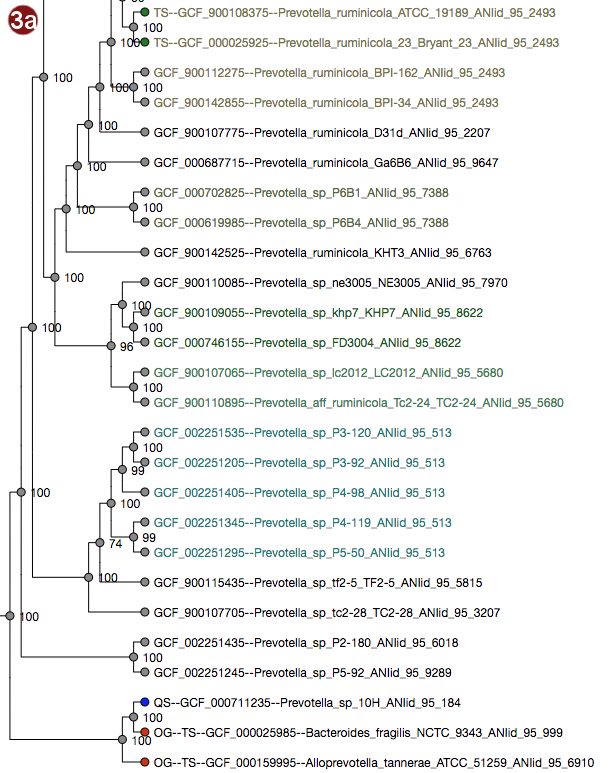 3a
TS--GCF_900108375--Prevotella_ruminicola_ATCC_19189_ANIid_95_2493
100
TS--GCF_000025925--Prevotella_ruminicola_23_Bryant_23_ANIid_95_2493
100
GCF_900112275--Prevotella_ruminicola_BPI-162_ANIid_95_2493
100
100
100
GCF_900142855--Prevotella_ruminicola_BPI-34_ANIid_95_2493
100
GCF_900107775--Prevotella_ruminicola_D31d_ANIid_95_2207
GCF_000687715--Prevotella_ruminicola_Ga6B6_ANIid_95_9647
100
GCF_000702825--Prevotella_sp_P6B1_ANIid_95_7388
100
100
GCF_000619985--Prevotella_sp_P6B4_ANIid_95_7388
GCF_900142525--Prevotella_ruminicola_KHT3_ANIid_95_6763
100
GCF_900110085--Prevotella_sp_ne3005_NE3005_ANIid_95_7970
100
GCF_900109055--Prevotella_sp_khp7_KHP7_ANIid_95_8622
100
100
GCF_000746155--Prevotella_sp_FD3004_ANIid_95_8622
96
GCF_900107065--Prevotella_sp_lc2012_LC2012_ANIid_95_5680
100
GCF_900110895--Prevotella_aff_ruminicola_Tc2-24_TC2-24_ANIid_95_5680
GCF_002251535--Prevotella_sp_P3-120_ANIid_95_513
100
GCF_002251205--Prevotella_sp_P3-92_ANIid_95_513
99
100
GCF_002251405--Prevotella_sp_P4-98_ANIid_95_513
100
GCF_002251345--Prevotella_sp_P4-119_ANIid_95_513
99
74
GCF_002251295--Prevotella_sp_P5-50_ANIid_95_513
100
GCF_900115435--Prevotella_sp_tf2-5_TF2-5_ANIid_95_5815
GCF_900107705--Prevotella_sp_tc2-28_TC2-28_ANIid_95_3207
100
GCF_002251435--Prevotella_sp_P2-180_ANIid_95_6018
100
GCF_002251245--Prevotella_sp_P5-92_ANIid_95_9289
QS--GCF_000711235--Prevotella_sp_10H_ANIid_95_184
100
OG--TS--GCF_000025985--Bacteroides_fragilis_NCTC_9343_ANIid_95_999
100
OG--TS--GCF_000159995--Alloprevotella_tannerae_ATCC_51259_ANIid_95_6910